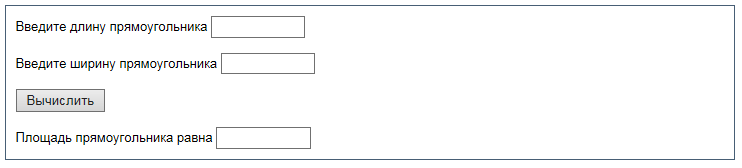 Введите длину прямоугольника
Введите ширину прямоугольника
Вычислить
Площадь прямоугольника равна